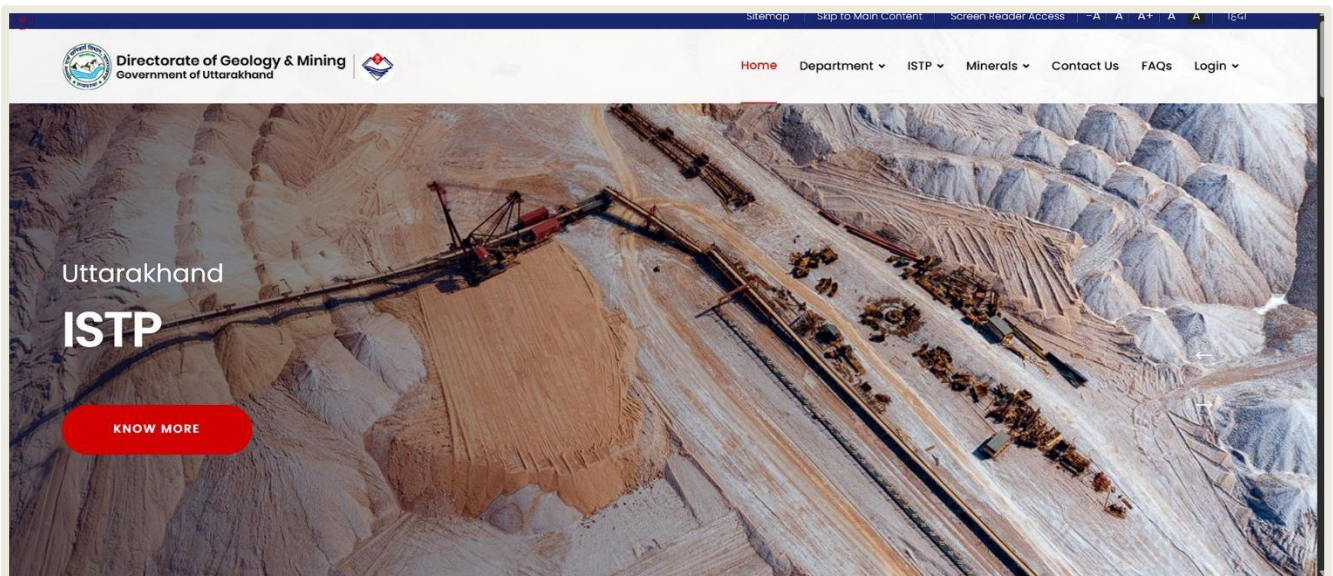 Sitemap Skip to Main Content Screen Reader Access -A A A+ A A हिंदी
Directorate of Geology & Mining
Government of Uttarakhand
Home Department ISTP Minerals Contact Us FAQs Login
Uttarakhand
ISTP
KNOW MORE